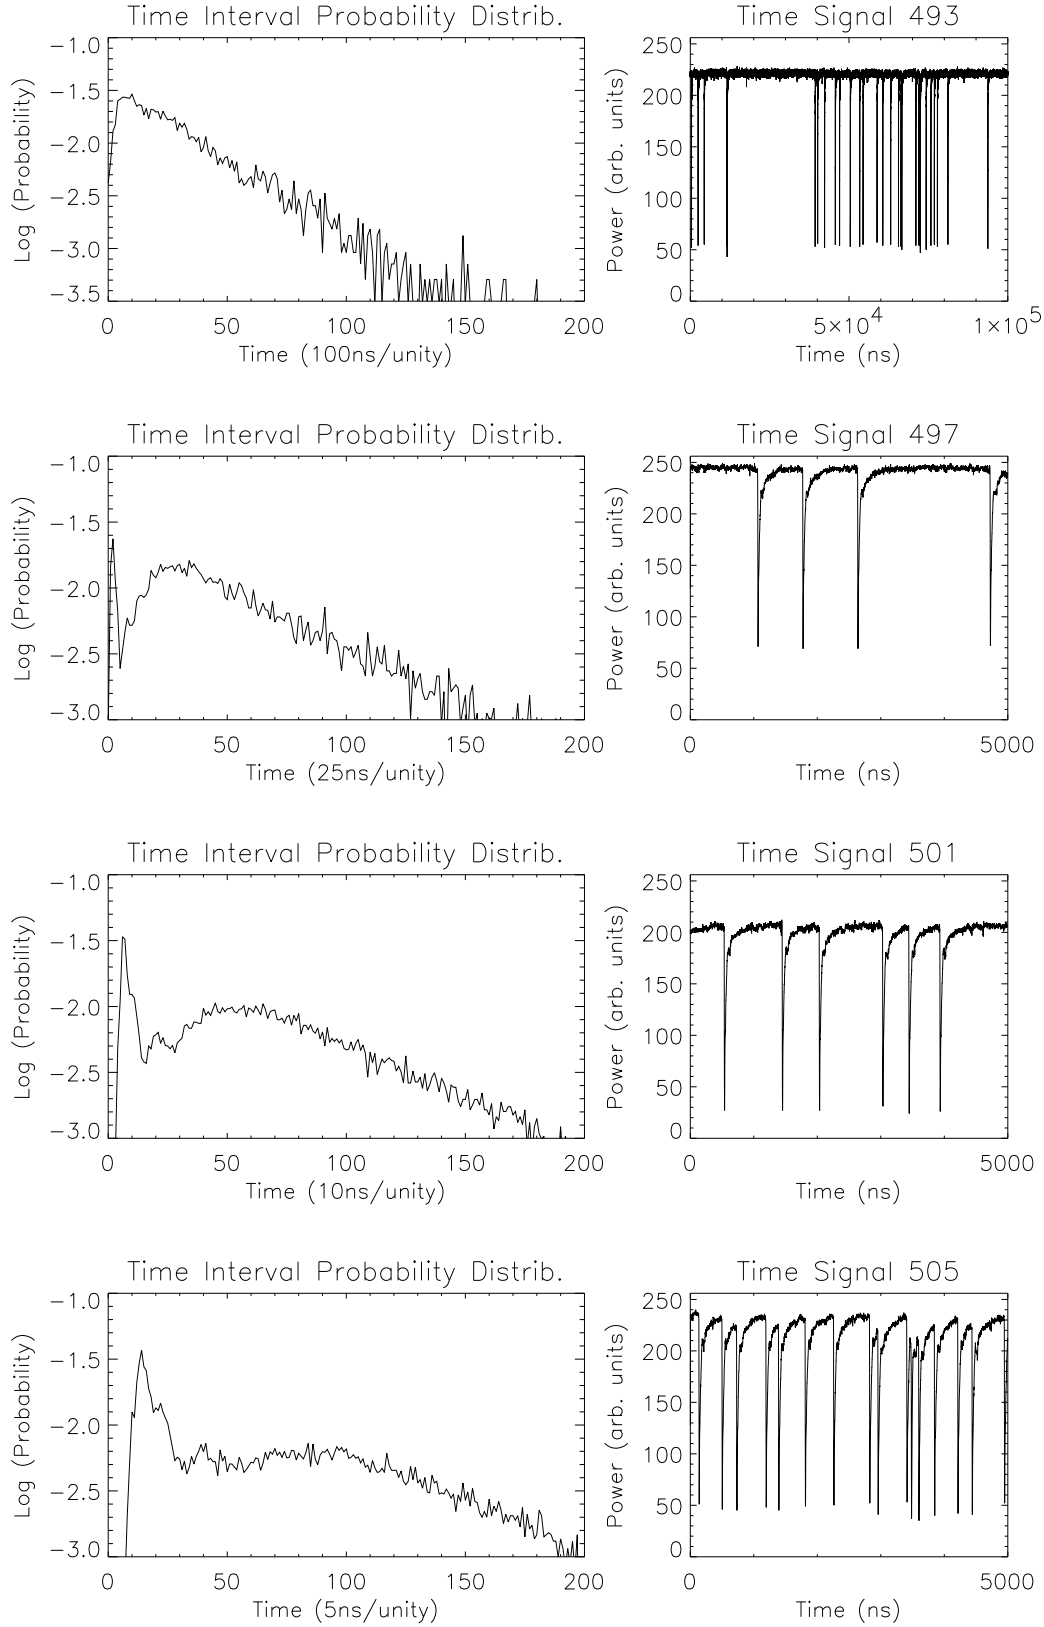 Time Interval Probability Distrib.
Time Signal 493
Log (Probability)
−1.0
−1.5
−2.0
−2.5
−3.0
−3.5
0 50 100 150 200
Time (100ns/unity)
Power (arb. units)
250
200
150
100
50
0
0 5×10⁴ 1×10⁵
Time (ns)
Time Interval Probability Distrib.
Time Signal 497
Log (Probability)
−1.0
−1.5
−2.0
−2.5
−3.0
0 50 100 150 200
Time (25ns/unity)
Power (arb. units)
250
200
150
100
50
0
0 5000
Time (ns)
Time Interval Probability Distrib.
Time Signal 501
Log (Probability)
−1.0
−1.5
−2.0
−2.5
−3.0
0 50 100 150 200
Time (10ns/unity)
Power (arb. units)
250
200
150
100
50
0
0 5000
Time (ns)
Time Interval Probability Distrib.
Time Signal 505
Log (Probability)
−1.0
−1.5
−2.0
−2.5
−3.0
0 50 100 150 200
Time (5ns/unity)
Power (arb. units)
250
200
150
100
50
0
0 5000
Time (ns)